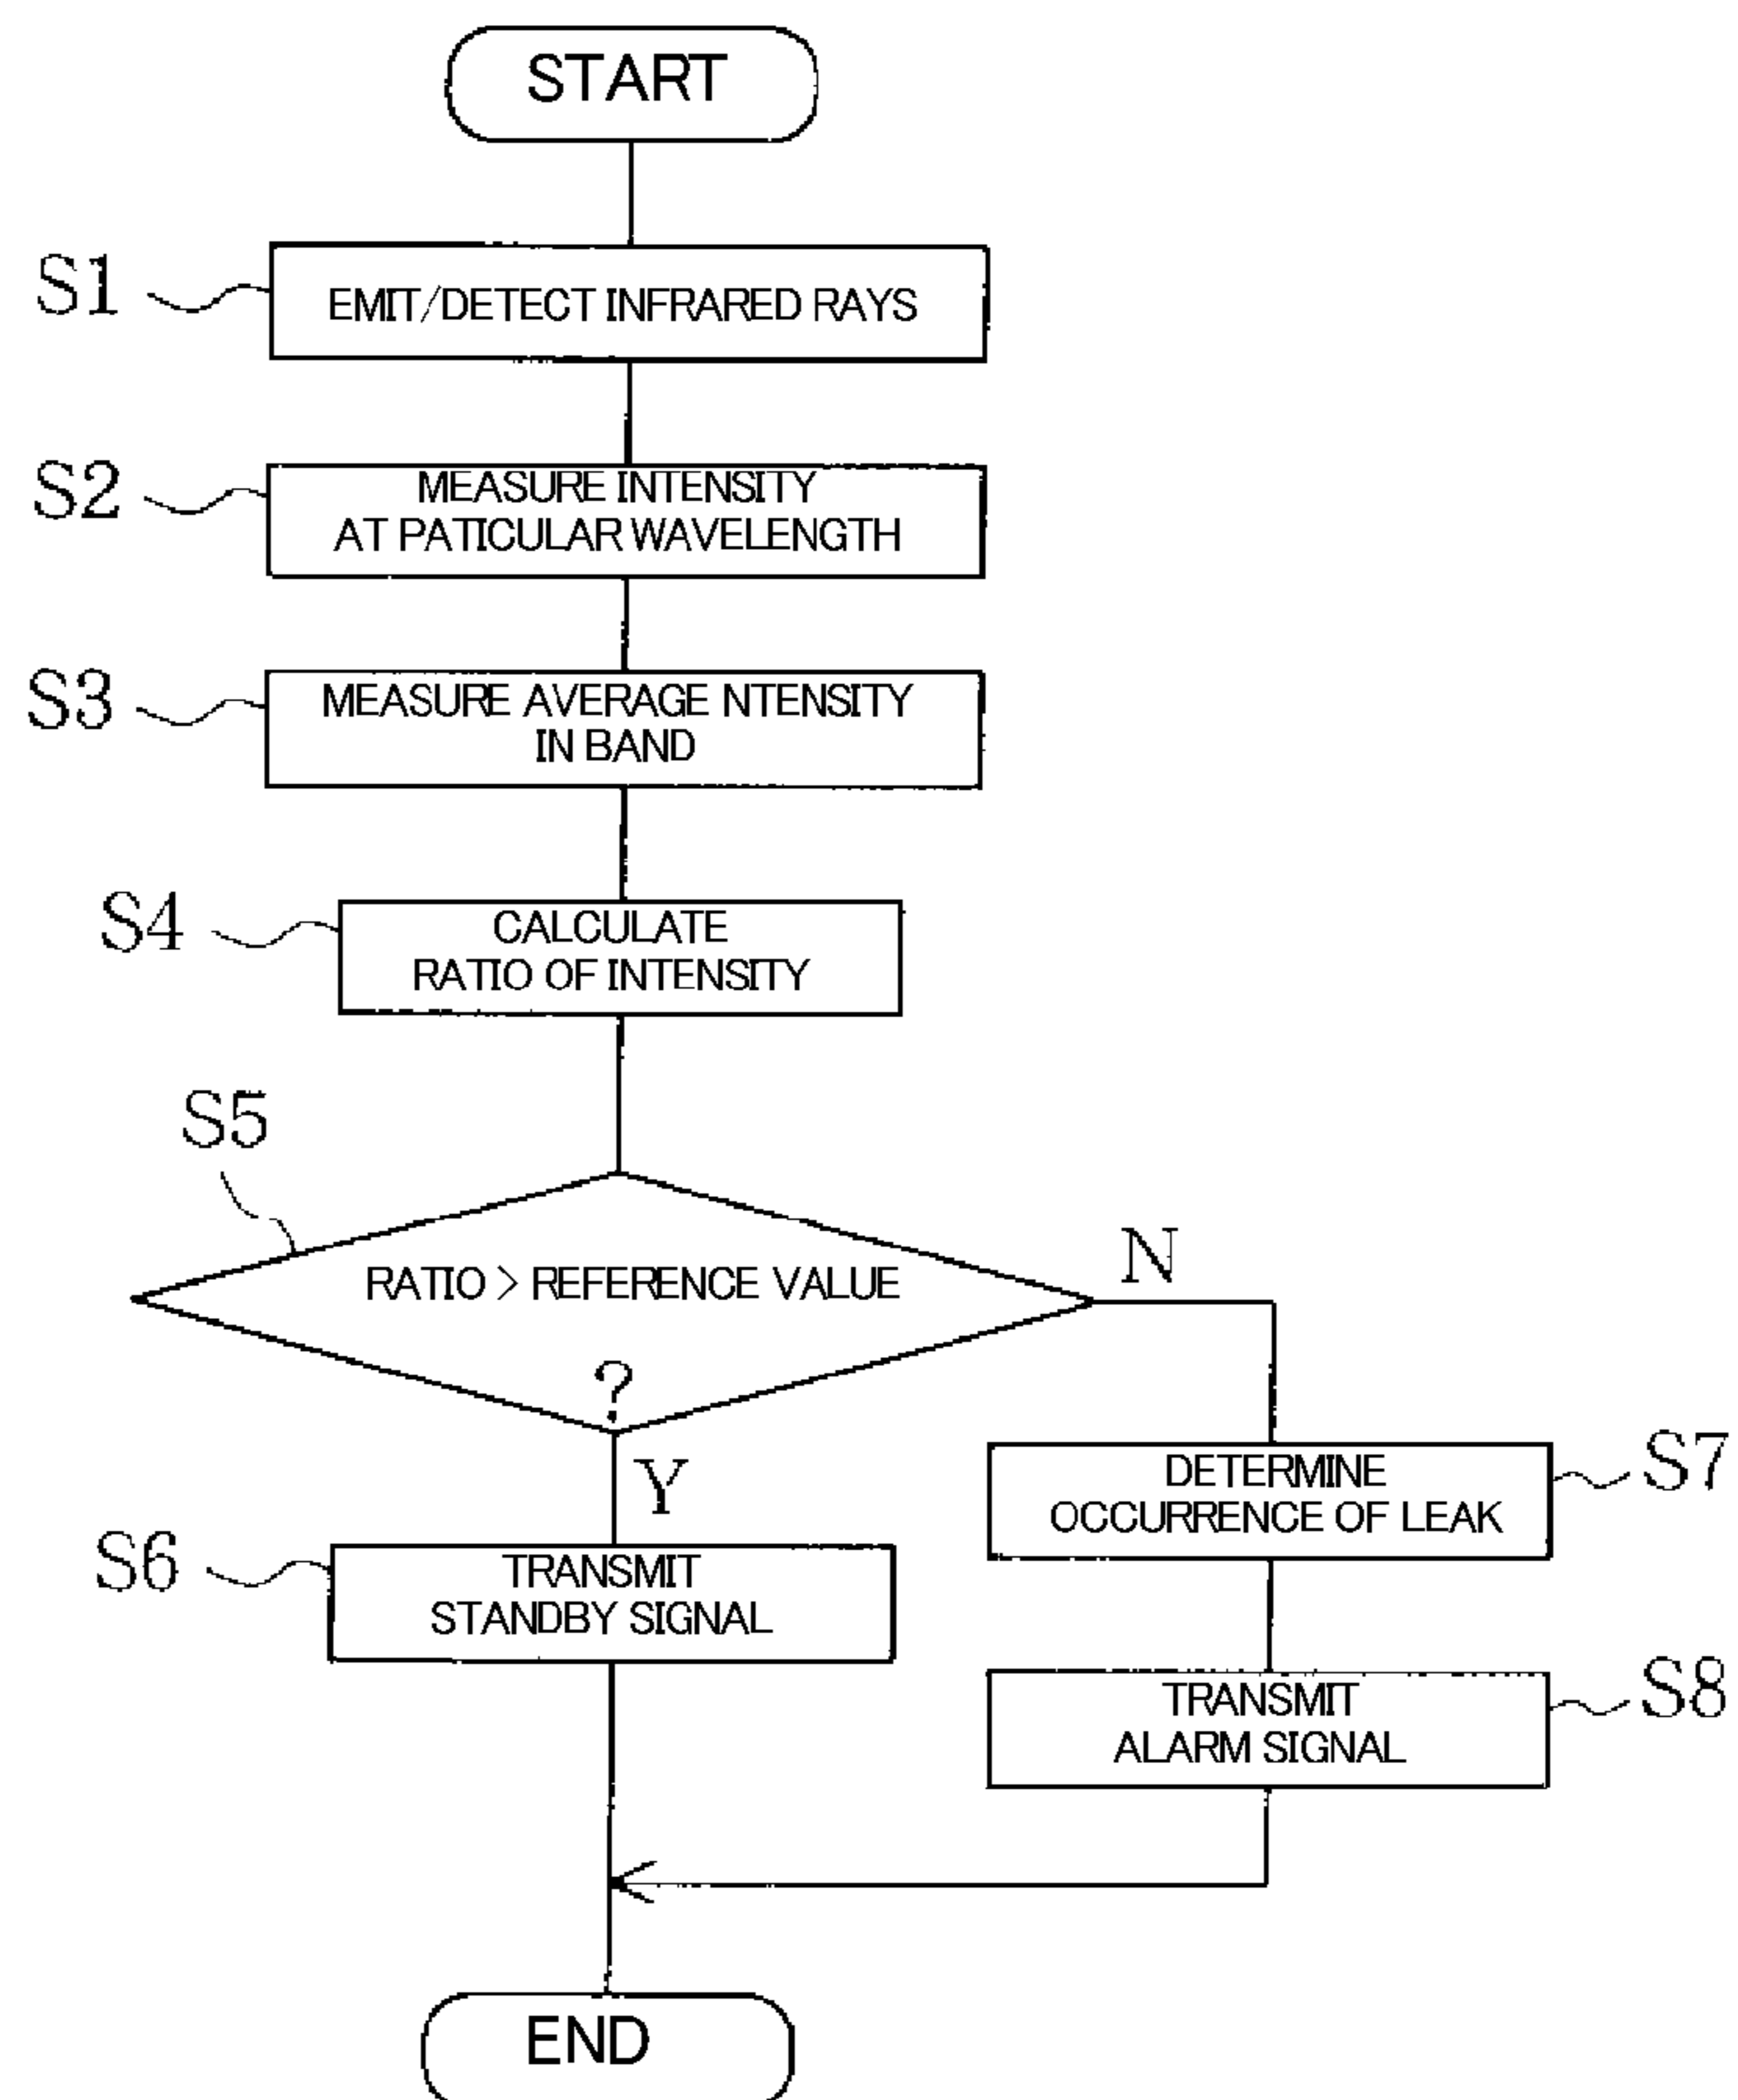 START
S1
EMIT/DETECT INFRARED RAYS
S2
MEASURE INTENSITY
AT PATICULAR WAVELENGTH
S3
MEASURE AVERAGE NTENSITY
IN BAND
S4
CALCULATE
RATIO OF INTENSITY
S5
RATIO > REFERENCE VALUE
?
N
Y
S7
DETERMINE
OCCURRENCE OF LEAK
S6
TRANSMIT
STANDBY SIGNAL
S8
TRANSMIT
ALARM SIGNAL
END